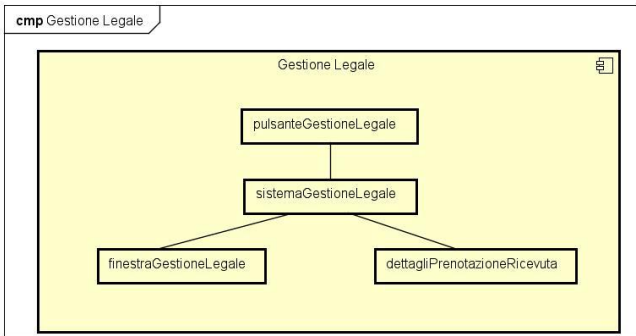 cmp Gestione Legale
Gestione Legale
pulsanteGestioneLegale
sistemaGestioneLegale
finestraGestioneLegale
dettagliPrenotazioneRicevuta